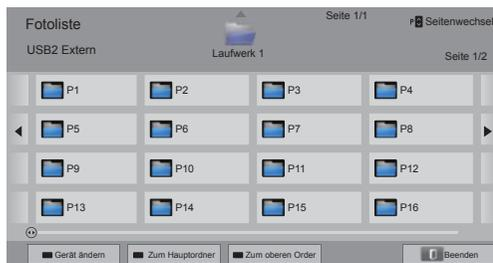 Fotoliste
Seite 1/1
P Seitenwechsel
USB2 Extern
Laufwerk 1
Seite 1/2
P1
P2
P3
P4
P5
P6
P7
P8
P9
P10
P11
P12
P13
P14
P15
P16
Gerät ändern
Zum Hauptordner
Zum oberen Order
Beenden